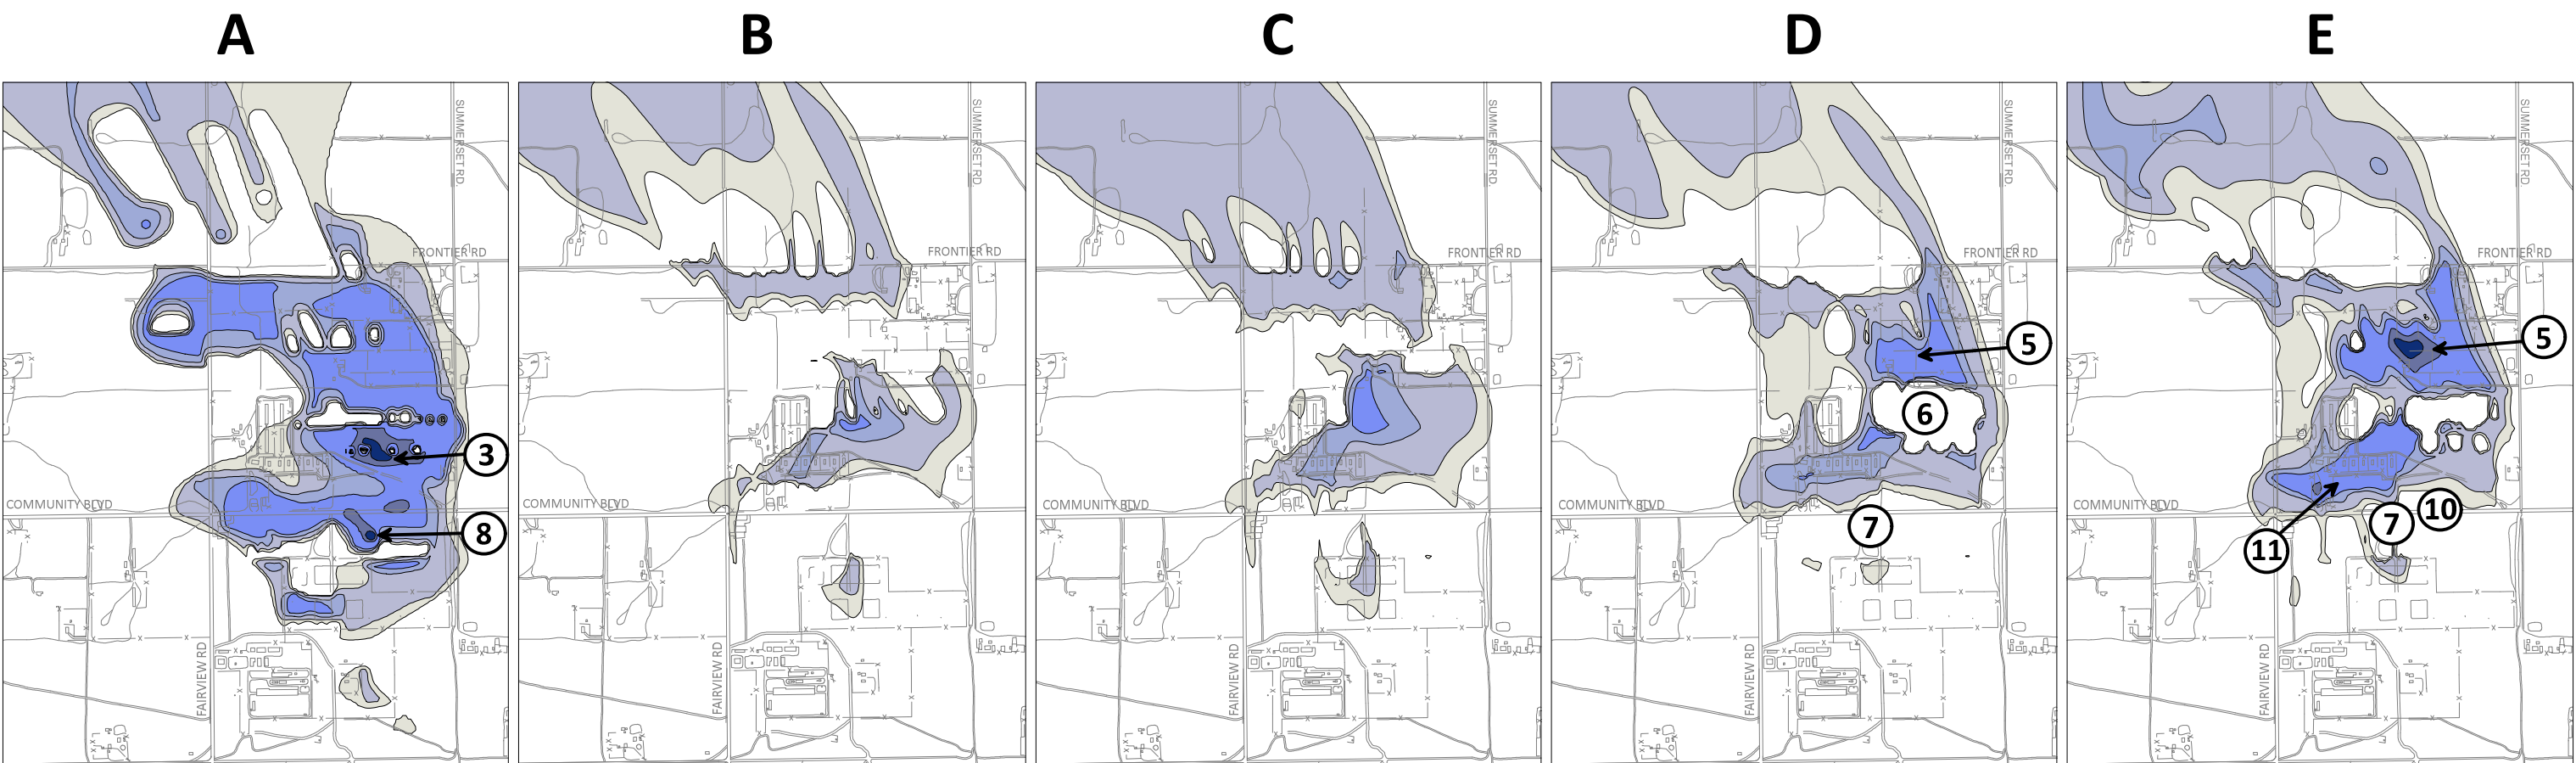 A B C D E
SUMMERSET RD.
SUMMERSET RD.
SUMMERSET RD.
SUMMERSET RD.
SUMMERSET RD.
FRONTIER RD
FRONTIER RD
FRONTIER RD
FRONTIER RD
FRONTIER RD
5
5
6
3
COMMUNITY BLVD
COMMUNITY BLVD
COMMUNITY BLVD
COMMUNITY BLVD
COMMUNITY BLVD
8
7
7
10
11
FAIRVIEW RD
FAIRVIEW RD
FAIRVIEW RD
FAIRVIEW RD
FAIRVIEW RD